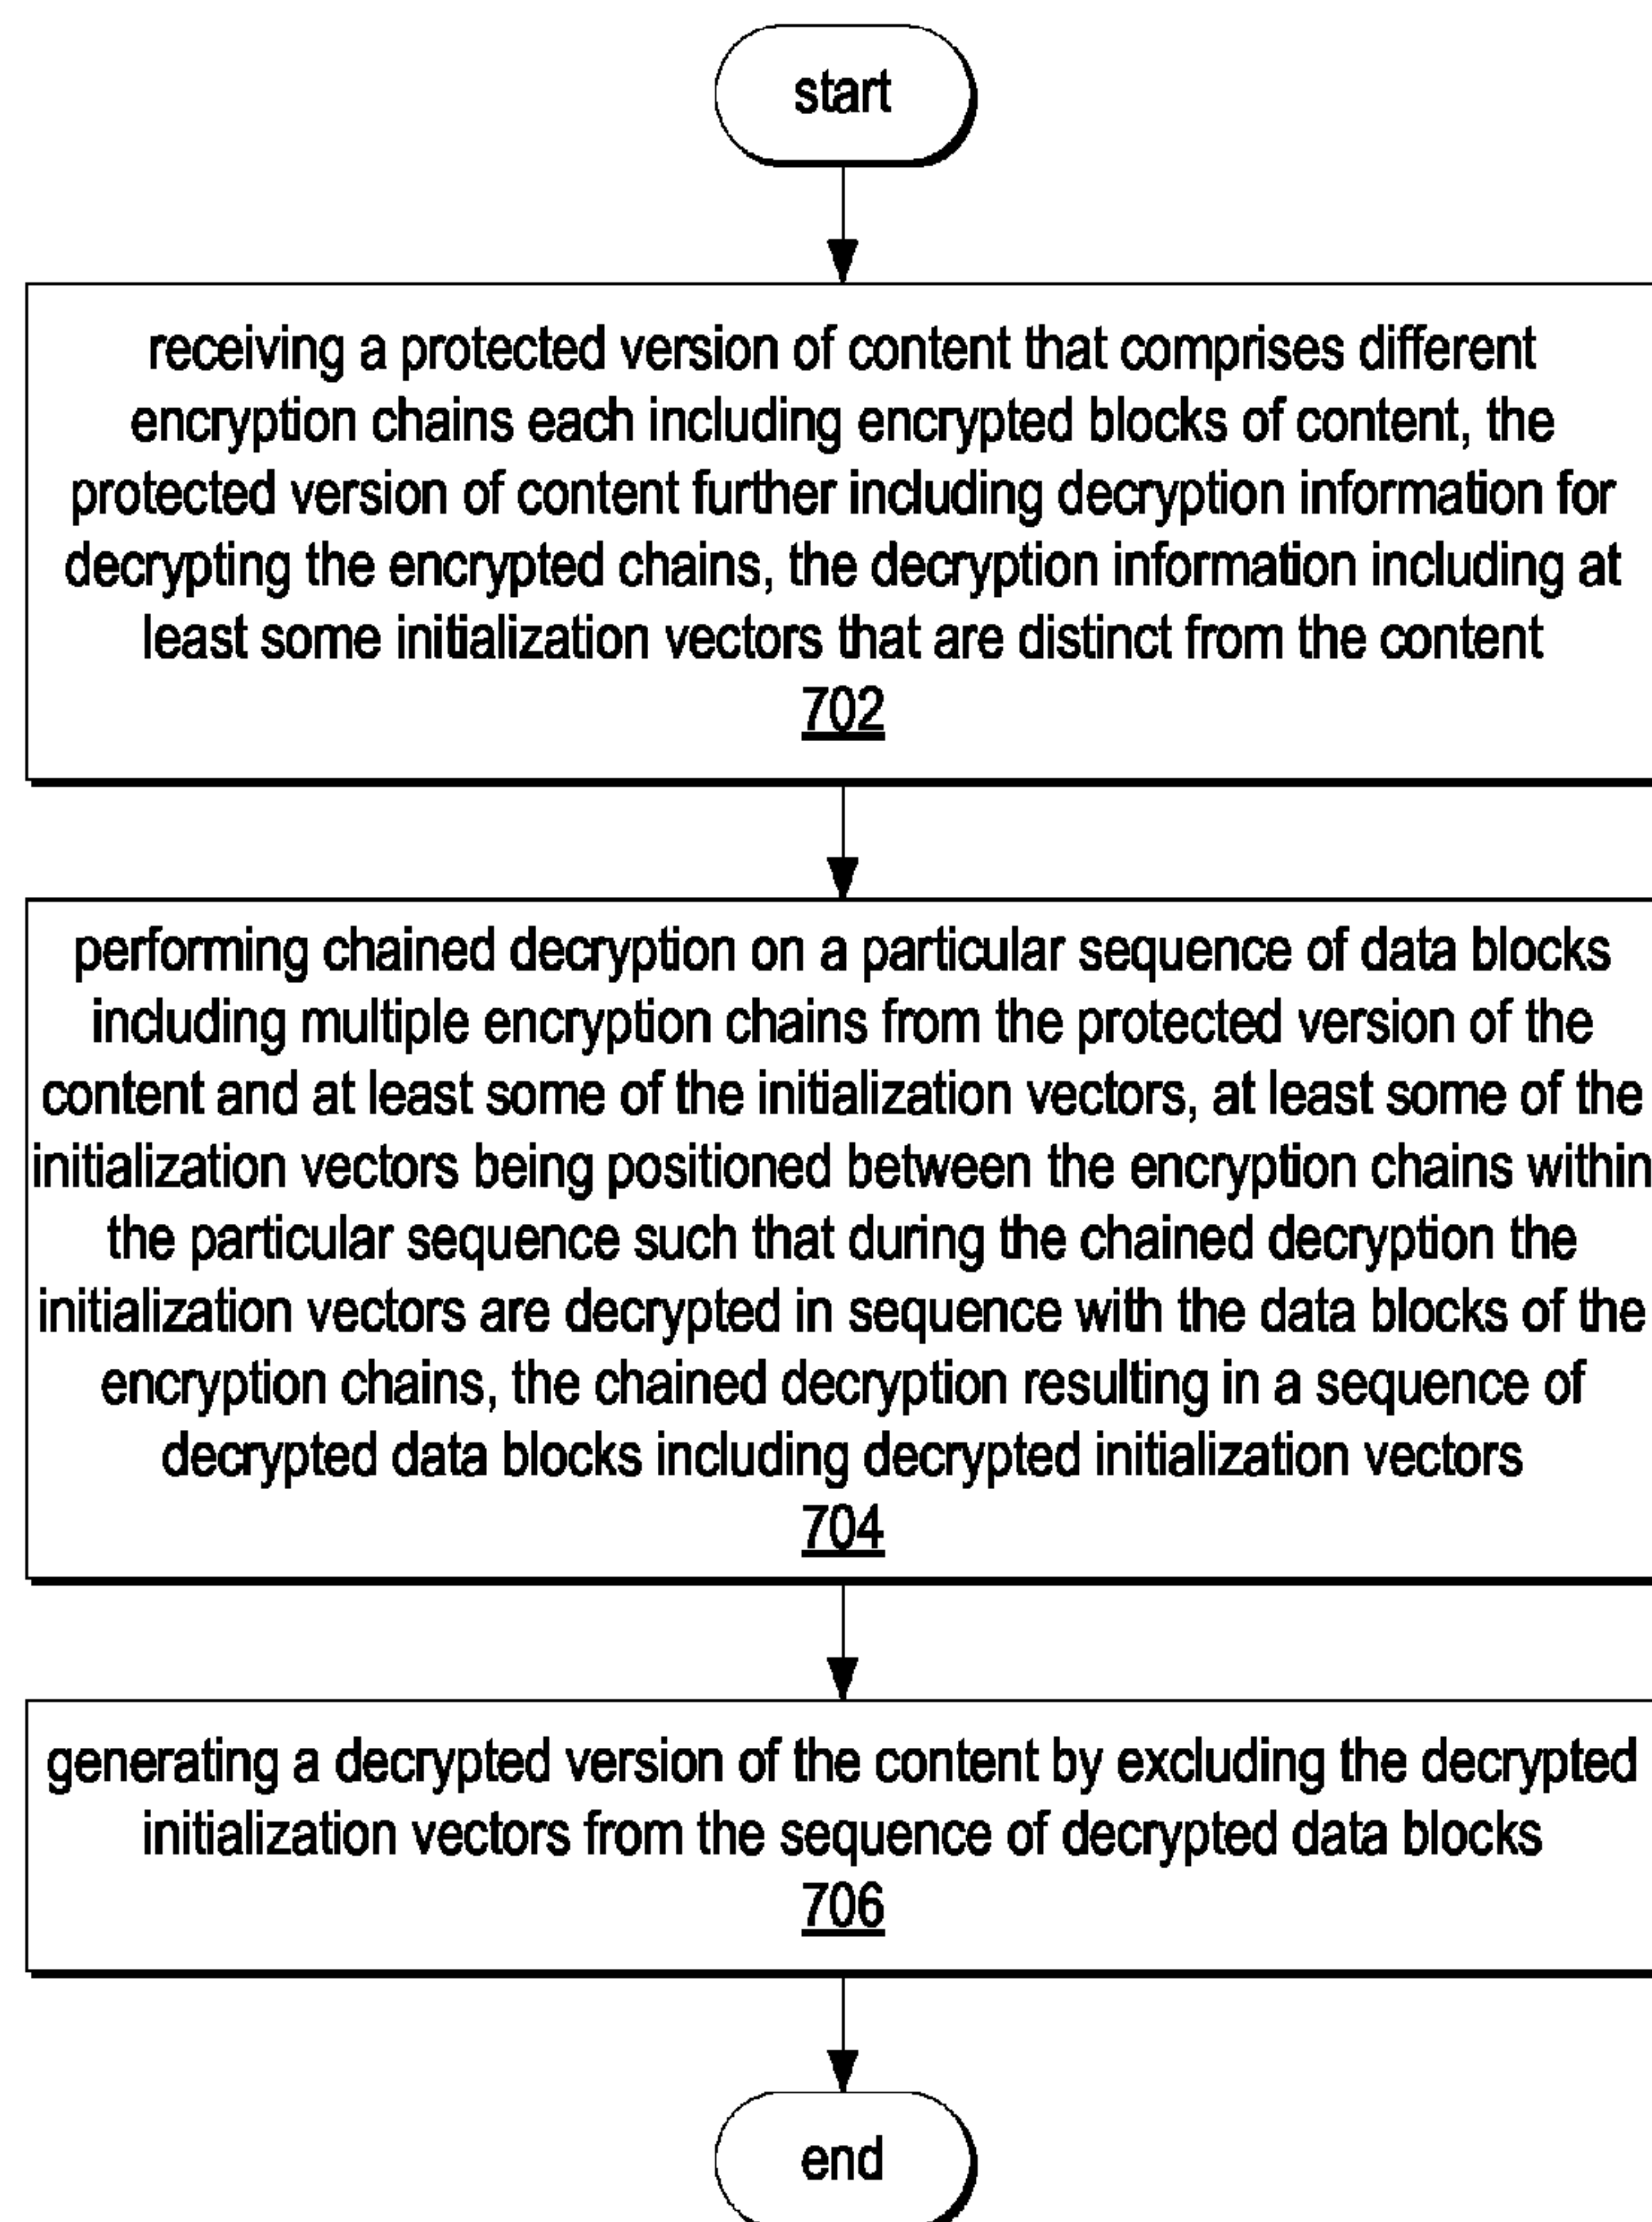 start
receiving a protected version of content that comprises different
encryption chains each including encrypted blocks of content, the
protected version of content further including decryption information for
decrypting the encrypted chains, the decryption information including at
least some initialization vectors that are distinct from the content
702
performing chained decryption on a particular sequence of data blocks
including multiple encryption chains from the protected version of the
content and at least some of the initialization vectors, at least some of the
initialization vectors being positioned between the encryption chains within
the particular sequence such that during the chained decryption the
initialization vectors are decrypted in sequence with the data blocks of the
encryption chains, the chained decryption resulting in a sequence of
decrypted data blocks including decrypted initialization vectors
704
generating a decrypted version of the content by excluding the decrypted
initialization vectors from the sequence of decrypted data blocks
706
end